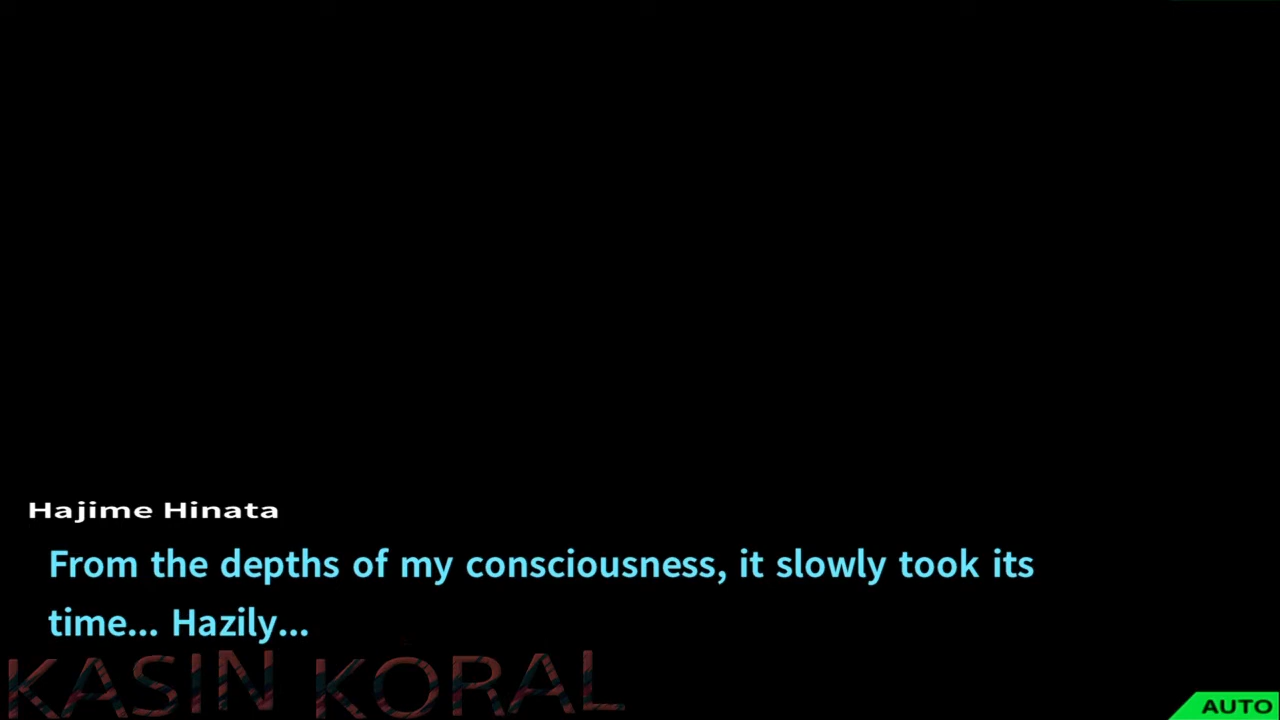 Hajime Hinata
From the depths of my consciousness, it slowly took its
time... Hazily...
KASIN KORAL
AUTO